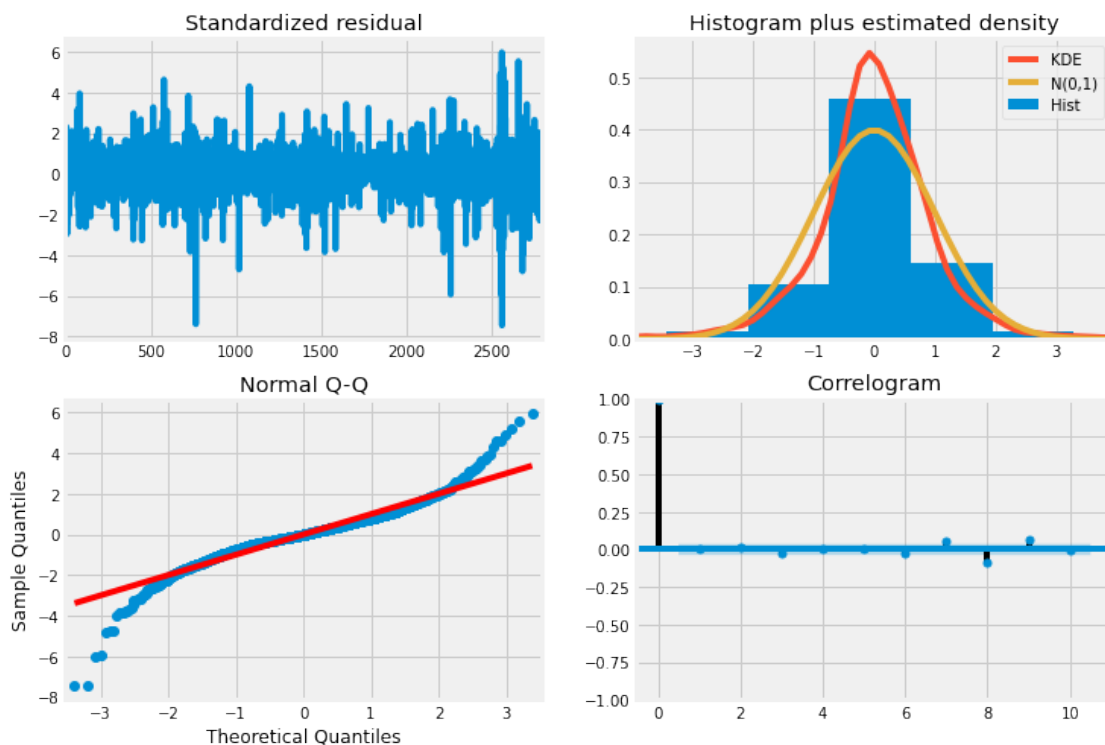 Standardized residual
6
4
2
0
−2
−4
−6
−8
0 500 1000 1500 2000 2500
Histogram plus estimated density
KDE
N(0,1)
Hist
0.5
0.4
0.3
0.2
0.1
0.0
−3 −2 −1 0 1 2 3
Normal Q-Q
Sample Quantiles
6
4
2
0
−2
−4
−6
−8
−3 −2 −1 0 1 2 3
Theoretical Quantiles
Correlogram
1.00
0.75
0.50
0.25
0.00
−0.25
−0.50
−0.75
−1.00
0 2 4 6 8 10